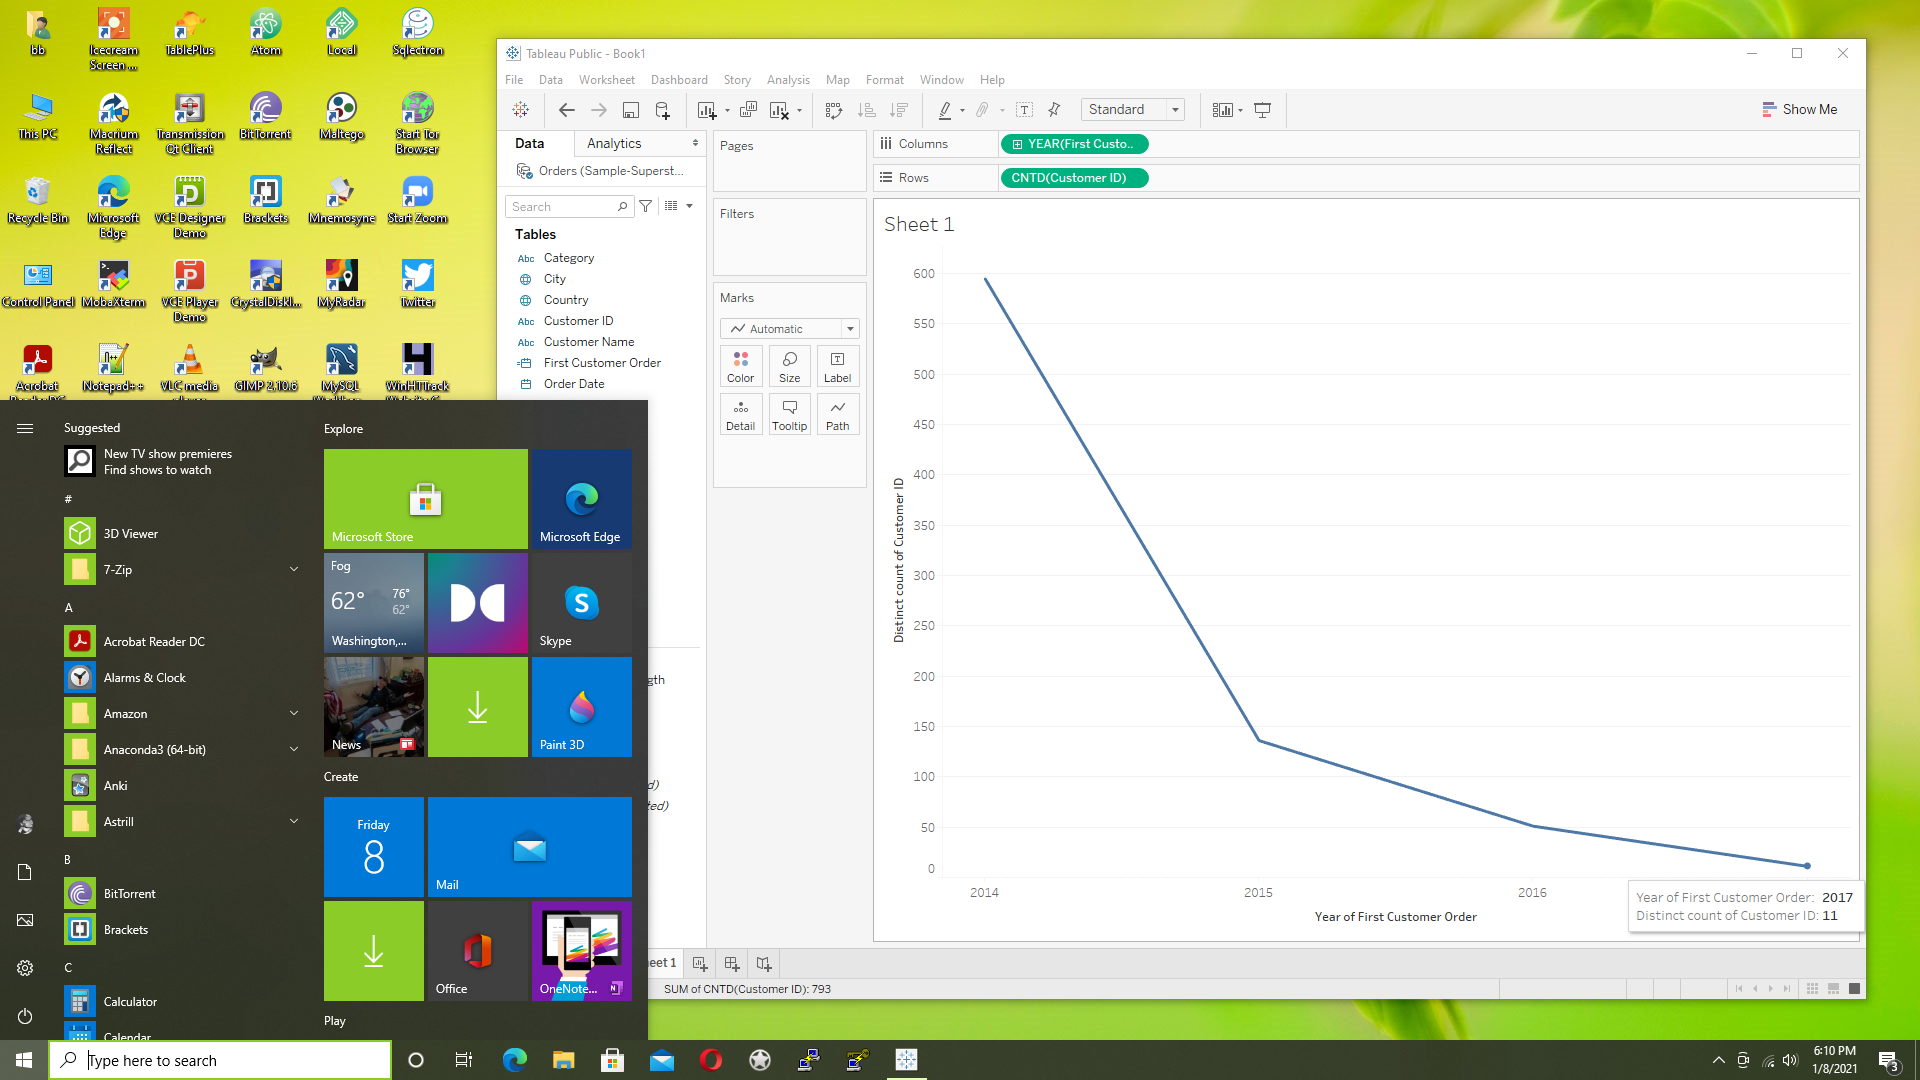 bb
Icecream
Screen ...
TablePlus
Atom
Local
Sqlectron
This PC
Macrium
Reflect
Transmission
Qt Client
BitTorrent
Maltego
Start Tor
Browser
Recycle Bin
Microsoft
Edge
VCE Designer
Demo
Brackets
Mnemosyne
Start Zoom
Control Panel
MobaXterm
VCE Player
Demo
CrystalDiskI...
MyRadar
Twitter
Acrobat
Notepad++
VLC media
GIMP 2.10.6
MySQL
WinHTTrack
Tableau Public - Book1
File Data Worksheet Dashboard Story Analysis Map Format Window Help
Standard
Show Me
Data
Analytics
Orders (Sample-Superst...
Search
Tables
Abc Category
City
Country
Abc Customer ID
Abc Customer Name
First Customer Order
Order Date
gth
d)
ted)
Pages
Filters
Marks
Automatic
Color
Size
Label
Detail
Tooltip
Path
Columns
YEAR(First Custo..
Rows
CNTD(Customer ID)
Sheet 1
600
550
500
450
400
350
300
250
200
150
100
50
0
Distinct count of Customer ID
2014
2015
2016
Year of First Customer Order
Year of First Customer Order: 2017
Distinct count of Customer ID: 11
eet 1
SUM of CNTD(Customer ID): 793
Suggested
New TV show premieres
Find shows to watch
#
3D Viewer
7-Zip
A
Acrobat Reader DC
Alarms & Clock
Amazon
Anaconda3 (64-bit)
Anki
Astrill
B
BitTorrent
Brackets
C
Calculator
Calendar
Explore
Microsoft Store
Microsoft Edge
Fog
62°
76°
62°
Washington,...
Skype
News
Paint 3D
Create
Friday
8
Mail
Office
OneNote...
Play
Type here to search
6:10 PM
1/8/2021
3